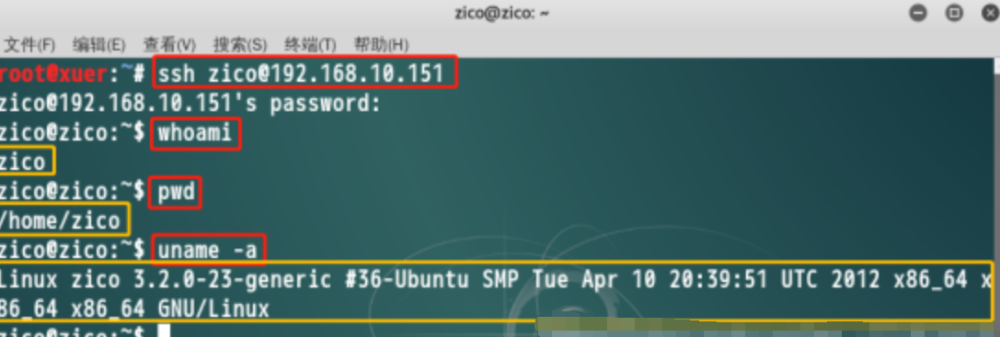 zico@zico: ~
文件(F) 编辑(E) 查看(V) 搜索(S) 终端(T) 帮助(H)
root@xuer:~# ssh zico@192.168.10.151
zico@192.168.10.151's password:
zico@zico:~$ whoami
zico
zico@zico:~$ pwd
/home/zico
zico@zico:~$ uname -a
Linux zico 3.2.0-23-generic #36-Ubuntu SMP Tue Apr 10 20:39:51 UTC 2012 x86_64 x
86_64 x86_64 GNU/Linux
zico@zico:~$